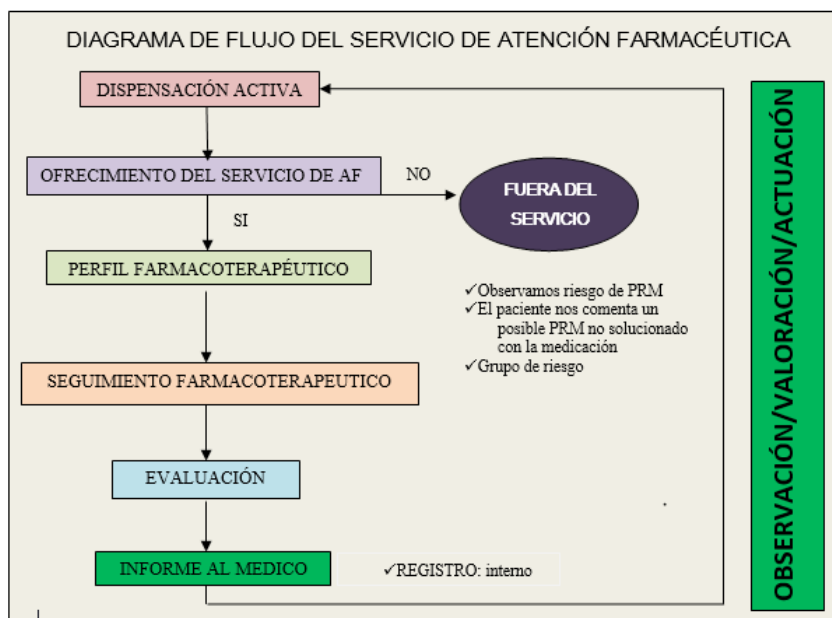 DIAGRAMA DE FLUJO DEL SERVICIO DE ATENCIÓN FARMACÉUTICA
DISPENSACIÓN ACTIVA
OFRECIMIENTO DEL SERVICIO DE AF
NO
FUERA DEL
SERVICIO
SI
PERFIL FARMACOTERAPÉUTICO
✓Observamos riesgo de PRM
✓El paciente nos comenta un
posible PRM no solucionado
con la medicación
✓Grupo de riesgo
SEGUIMIENTO FARMACOTERAPEUTICO
EVALUACIÓN
INFORME AL MEDICO
✓REGISTRO: interno
OBSERVACIÓN/VALORACIÓN/ACTUACIÓN